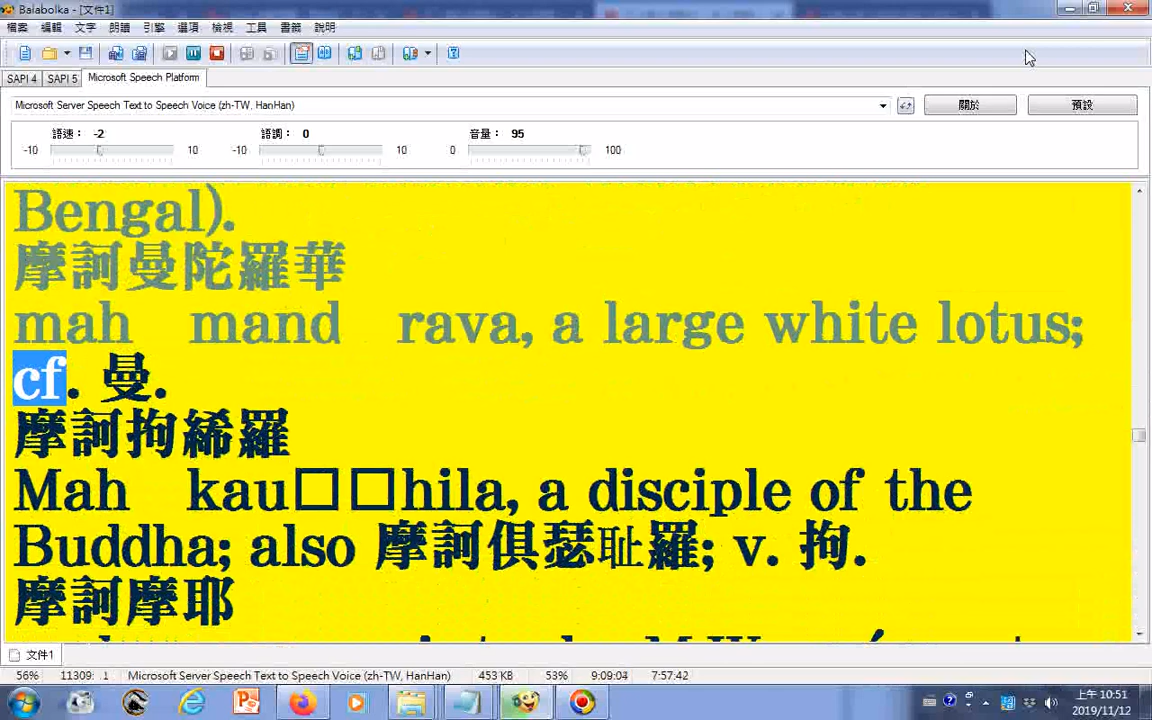 Balabolka - [文件1]
檔案 編輯 文字 朗讀 引擎 選項 檢視 工具 書籤 說明
SAPI 4 SAPI 5 Microsoft Speech Platform
Microsoft Server Speech Text to Speech Voice (zh-TW, HanHan)
關於 預設
語速： -2 語調： 0 音量： 95
-10 10 -10 10 0 100
Bengal).
摩訶曼陀羅華
mah mand rava, a large white lotus;
cf. 曼.
摩訶拘絺羅
Mah kau□□hila, a disciple of the
Buddha; also 摩訶俱瑟耻羅; v. 拘.
摩訶摩耶
文件1
56% 11309: 1 Microsoft Server Speech Text to Speech Voice (zh-TW, HanHan) 453 KB 53% 9:09:04 7:57:42
上午 10:51
2019/11/12